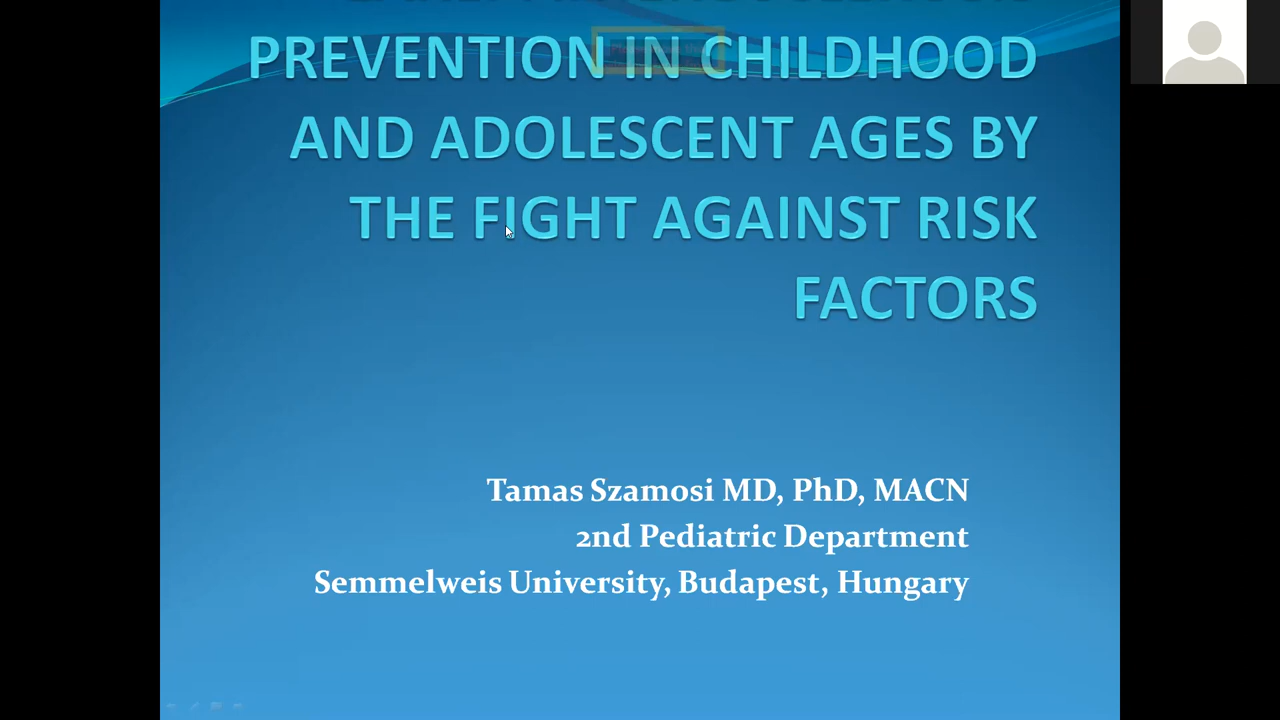 PREVENTION IN CHILDHOOD
AND ADOLESCENT AGES BY
THE FIGHT AGAINST RISK
FACTORS
Tamas Szamosi MD, PhD, MACN
2nd Pediatric Department
Semmelweis University, Budapest, Hungary